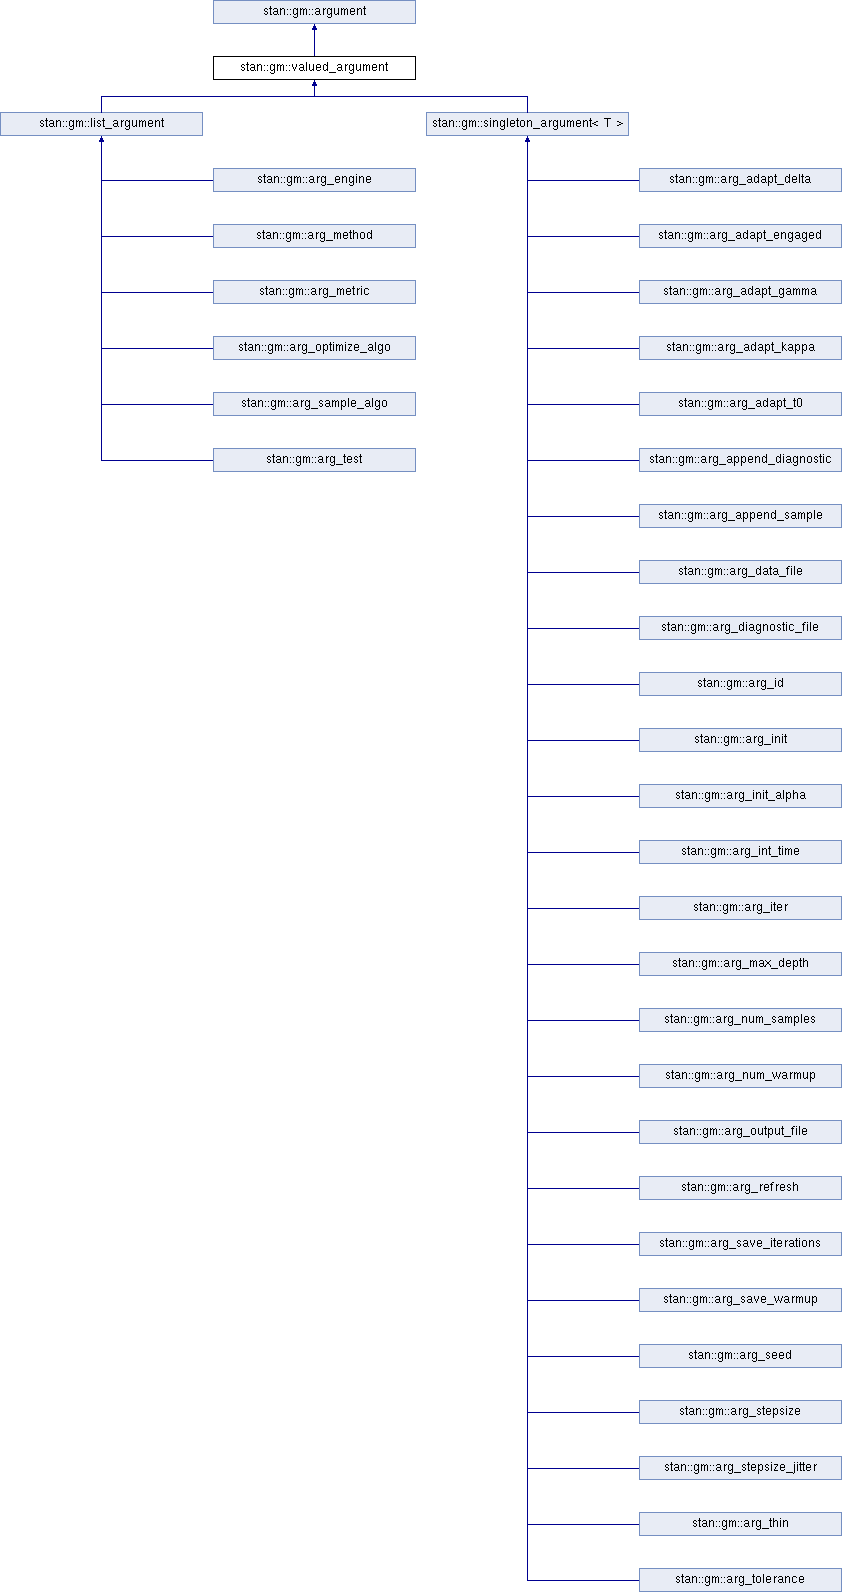 stan::gm::argument
stan::gm::valued_argument
stan::gm::list_argument
stan::gm::singleton_argument< T >
stan::gm::arg_engine
stan::gm::arg_adapt_delta
stan::gm::arg_method
stan::gm::arg_adapt_engaged
stan::gm::arg_metric
stan::gm::arg_adapt_gamma
stan::gm::arg_optimize_algo
stan::gm::arg_adapt_kappa
stan::gm::arg_sample_algo
stan::gm::arg_adapt_t0
stan::gm::arg_test
stan::gm::arg_append_diagnostic
stan::gm::arg_append_sample
stan::gm::arg_data_file
stan::gm::arg_diagnostic_file
stan::gm::arg_id
stan::gm::arg_init
stan::gm::arg_init_alpha
stan::gm::arg_int_time
stan::gm::arg_iter
stan::gm::arg_max_depth
stan::gm::arg_num_samples
stan::gm::arg_num_warmup
stan::gm::arg_output_file
stan::gm::arg_refresh
stan::gm::arg_save_iterations
stan::gm::arg_save_warmup
stan::gm::arg_seed
stan::gm::arg_stepsize
stan::gm::arg_stepsize_jitter
stan::gm::arg_thin
stan::gm::arg_tolerance